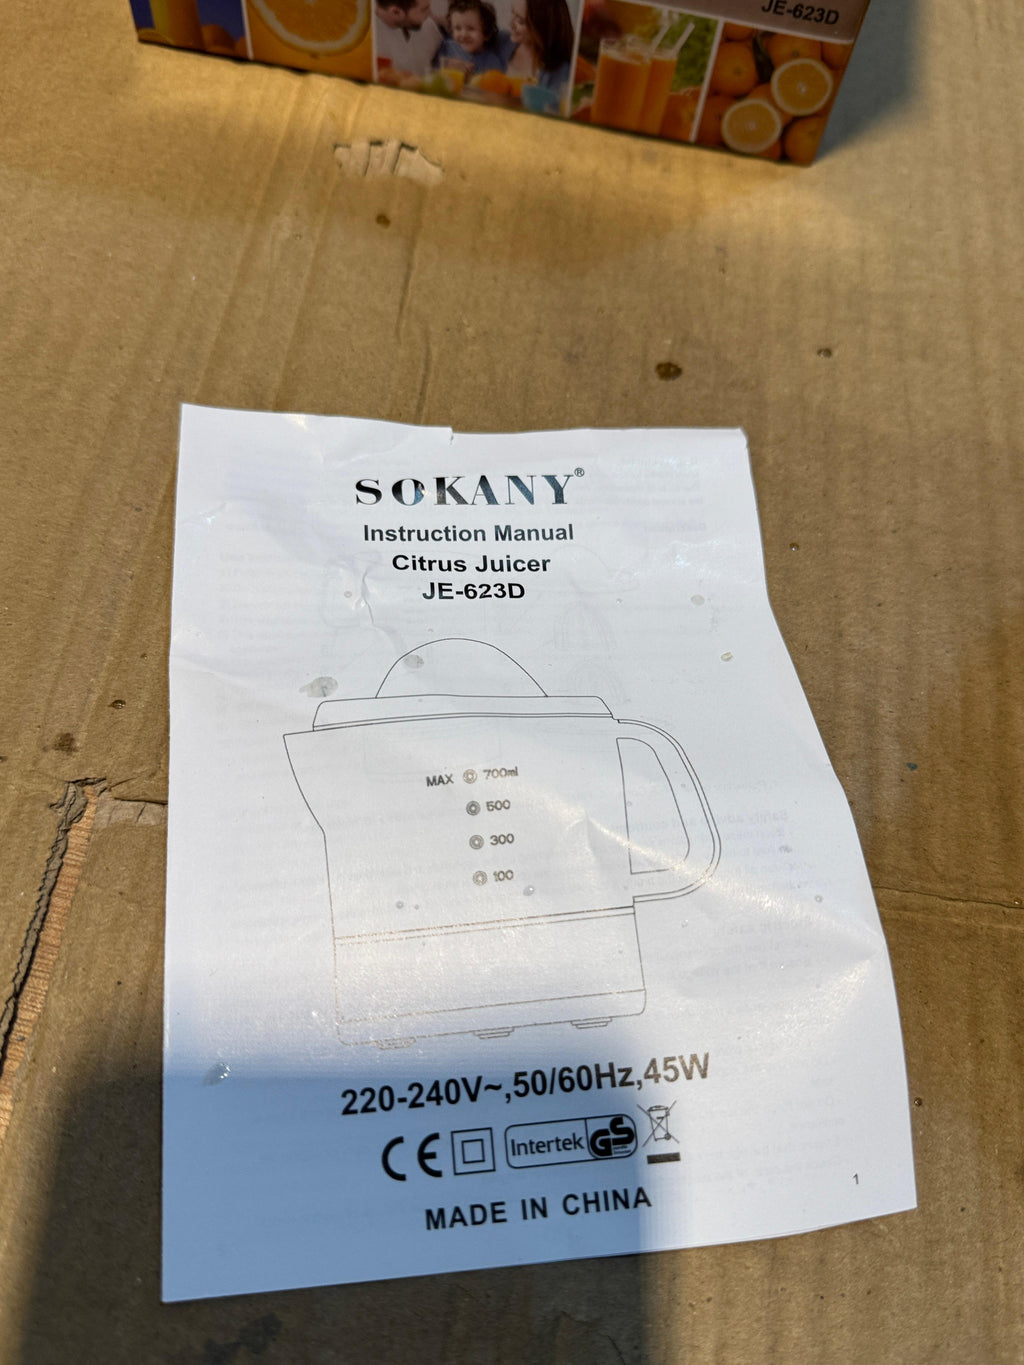 JE-623D
SOKANY®
Instruction Manual
Citrus Juicer
JE-623D
MAX 700ml
500
300
100
220-240V~,50/60Hz,45W
CE Intertek GS
MADE IN CHINA
1